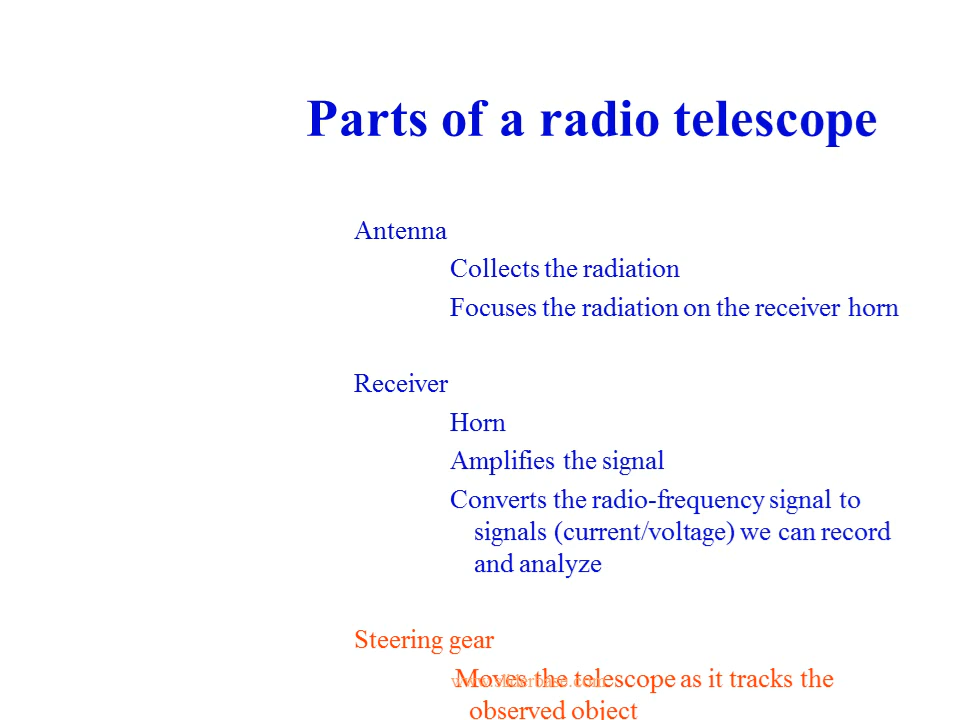 Parts of a radio telescope
Antenna
Collects the radiation
Focuses the radiation on the receiver horn
Receiver
Horn
Amplifies the signal
Converts the radio-frequency signal to
signals (current/voltage) we can record
and analyze
Steering gear
Moves the telescope as it tracks the
observed object